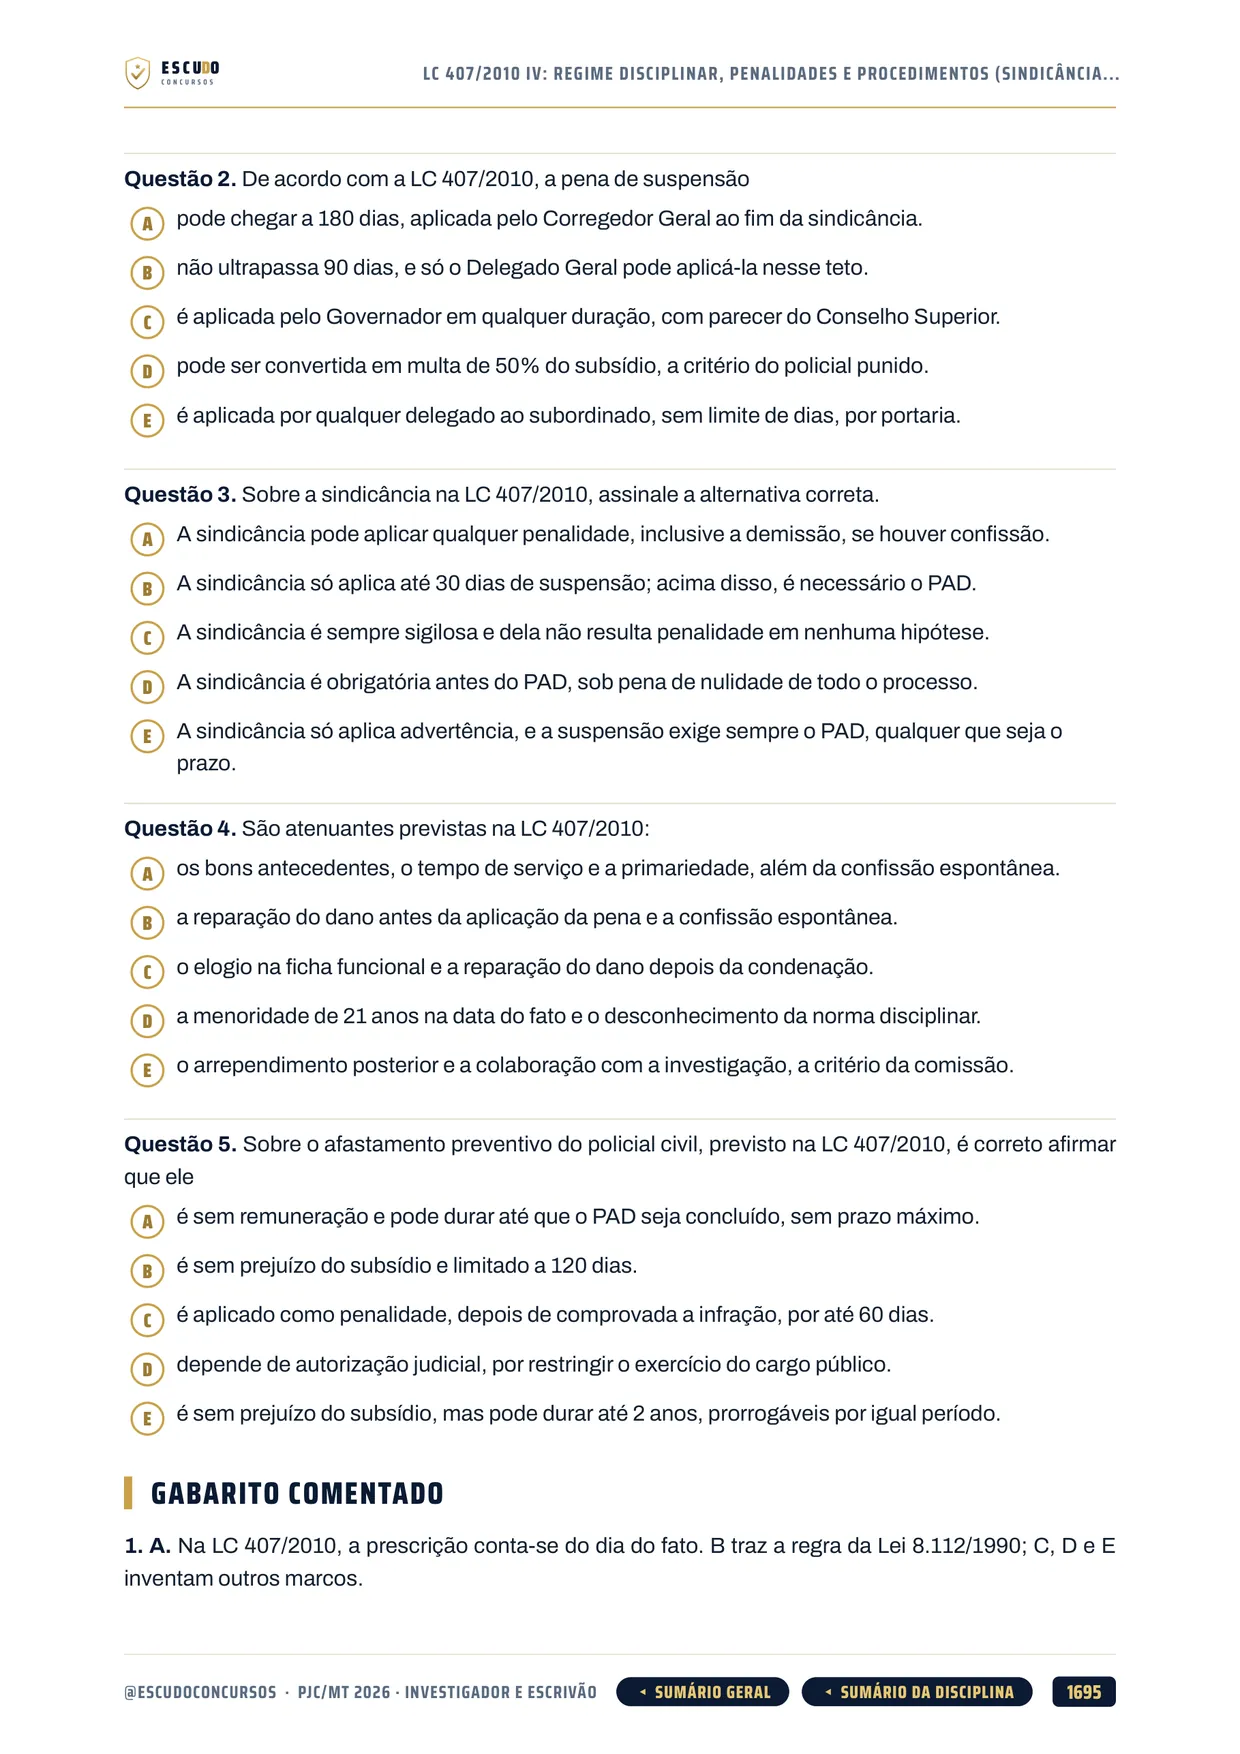 ESCUDO
CONCURSOS
LC 407/2010 IV: REGIME DISCIPLINAR, PENALIDADES E PROCEDIMENTOS (SINDICÂNCIA...
Questão 2. De acordo com a LC 407/2010, a pena de suspensão
A pode chegar a 180 dias, aplicada pelo Corregedor Geral ao fim da sindicância.
B não ultrapassa 90 dias, e só o Delegado Geral pode aplicá-la nesse teto.
C é aplicada pelo Governador em qualquer duração, com parecer do Conselho Superior.
D pode ser convertida em multa de 50% do subsídio, a critério do policial punido.
E é aplicada por qualquer delegado ao subordinado, sem limite de dias, por portaria.
Questão 3. Sobre a sindicância na LC 407/2010, assinale a alternativa correta.
A A sindicância pode aplicar qualquer penalidade, inclusive a demissão, se houver confissão.
B A sindicância só aplica até 30 dias de suspensão; acima disso, é necessário o PAD.
C A sindicância é sempre sigilosa e dela não resulta penalidade em nenhuma hipótese.
D A sindicância é obrigatória antes do PAD, sob pena de nulidade de todo o processo.
E A sindicância só aplica advertência, e a suspensão exige sempre o PAD, qualquer que seja o
prazo.
Questão 4. São atenuantes previstas na LC 407/2010:
A os bons antecedentes, o tempo de serviço e a primariedade, além da confissão espontânea.
B a reparação do dano antes da aplicação da pena e a confissão espontânea.
C o elogio na ficha funcional e a reparação do dano depois da condenação.
D a menoridade de 21 anos na data do fato e o desconhecimento da norma disciplinar.
E o arrependimento posterior e a colaboração com a investigação, a critério da comissão.
Questão 5. Sobre o afastamento preventivo do policial civil, previsto na LC 407/2010, é correto afirmar
que ele
A é sem remuneração e pode durar até que o PAD seja concluído, sem prazo máximo.
B é sem prejuízo do subsídio e limitado a 120 dias.
C é aplicado como penalidade, depois de comprovada a infração, por até 60 dias.
D depende de autorização judicial, por restringir o exercício do cargo público.
E é sem prejuízo do subsídio, mas pode durar até 2 anos, prorrogáveis por igual período.
GABARITO COMENTADO
1. A. Na LC 407/2010, a prescrição conta-se do dia do fato. B traz a regra da Lei 8.112/1990; C, D e E
inventam outros marcos.
@ESCUDOCONCURSOS · PJC/MT 2026 · INVESTIGADOR E ESCRIVÃO
SUMÁRIO GERAL
SUMÁRIO DA DISCIPLINA
1695